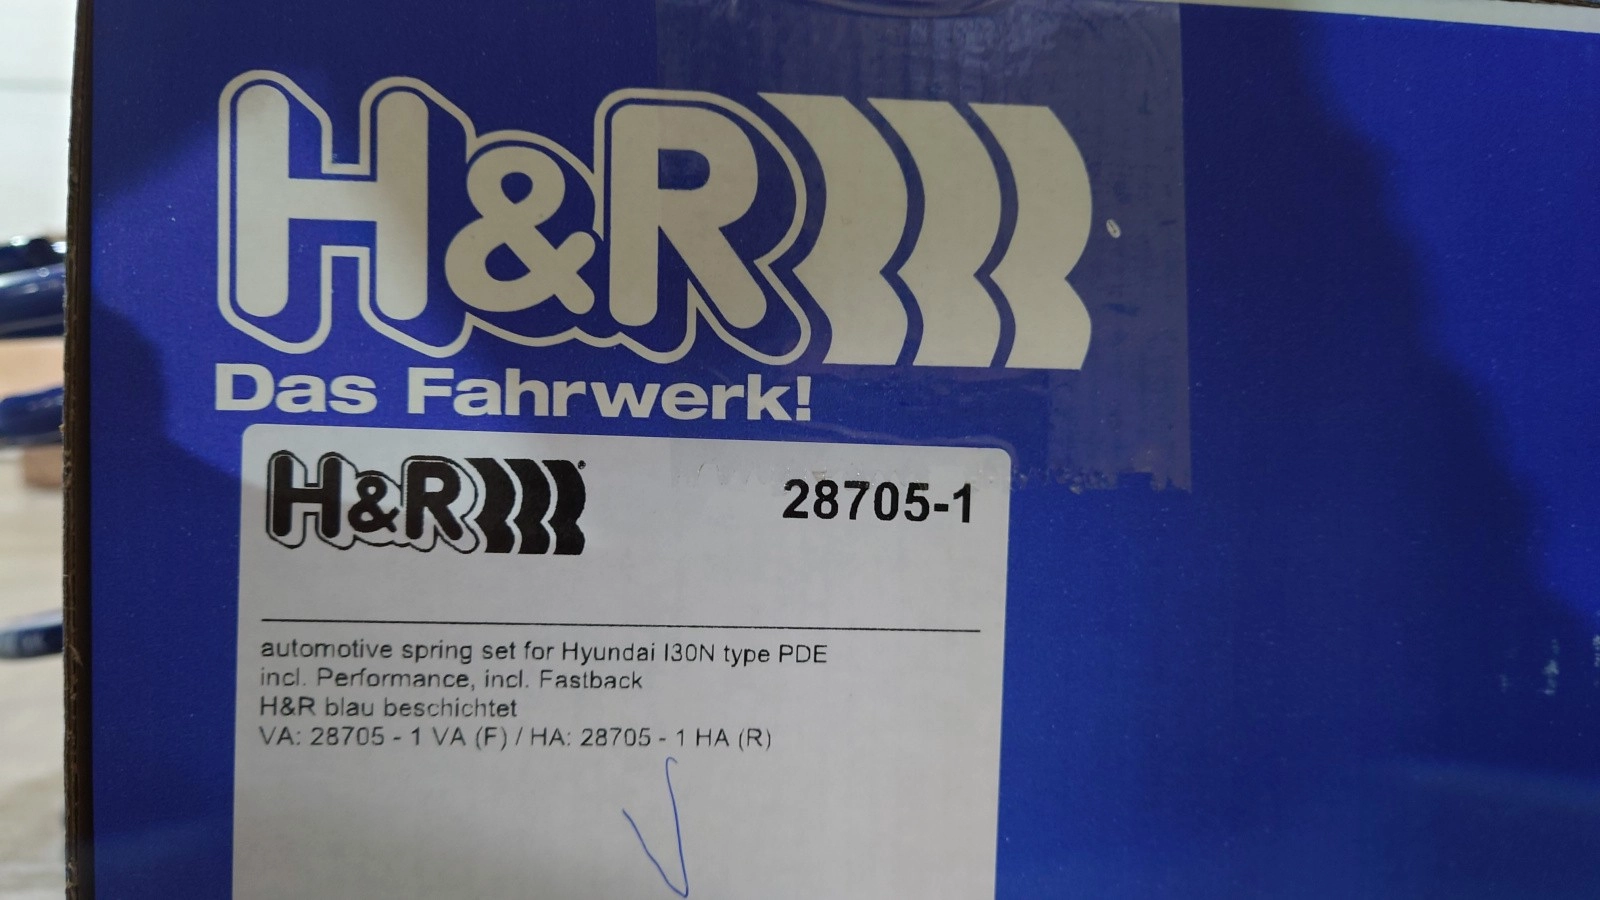 H&R
Das Fahrwerk!
H&R
28705-1
automotive spring set for Hyundai I30N type PDE
incl. Performance, incl. Fastback
H&R blau beschichtet
VA: 28705 - 1 VA (F) / HA: 28705 - 1 HA (R)